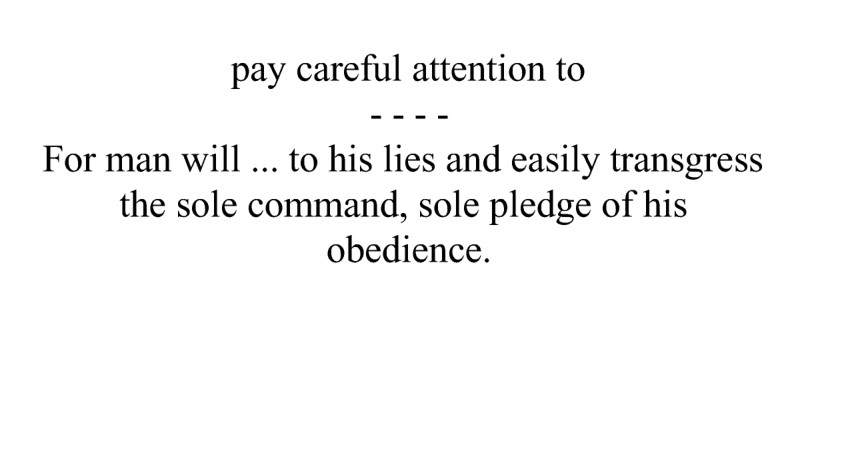 pay careful attention to
- - - -
For man will ... to his lies and easily transgress
the sole command, sole pledge of his
obedience.